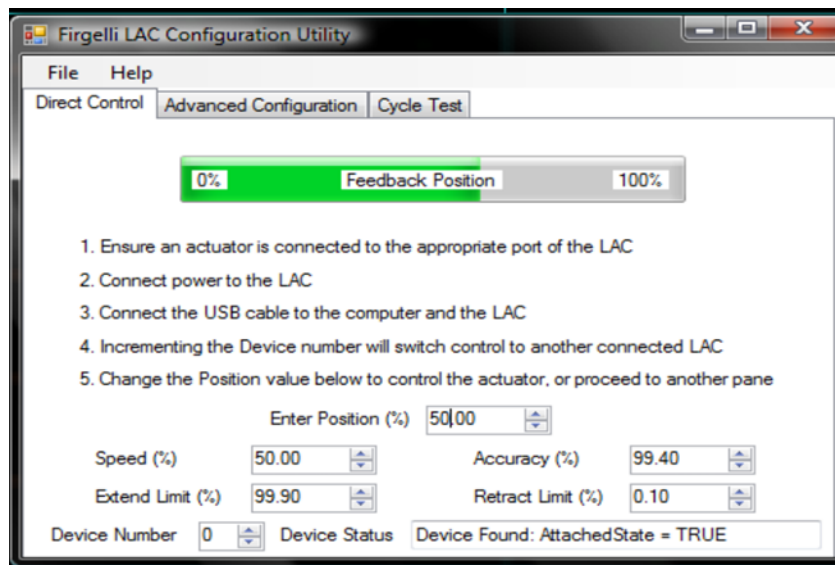 Firgelli LAC Configuration Utility
File Help
Direct Control Advanced Configuration Cycle Test
0% Feedback Position 100%
1. Ensure an actuator is connected to the appropriate port of the LAC
2. Connect power to the LAC
3. Connect the USB cable to the computer and the LAC
4. Incrementing the Device number will switch control to another connected LAC
5. Change the Position value below to control the actuator, or proceed to another pane
Enter Position (%) 50.00
Speed (%) 50.00 Accuracy (%) 99.40
Extend Limit (%) 99.90 Retract Limit (%) 0.10
Device Number 0 Device Status Device Found: AttachedState = TRUE